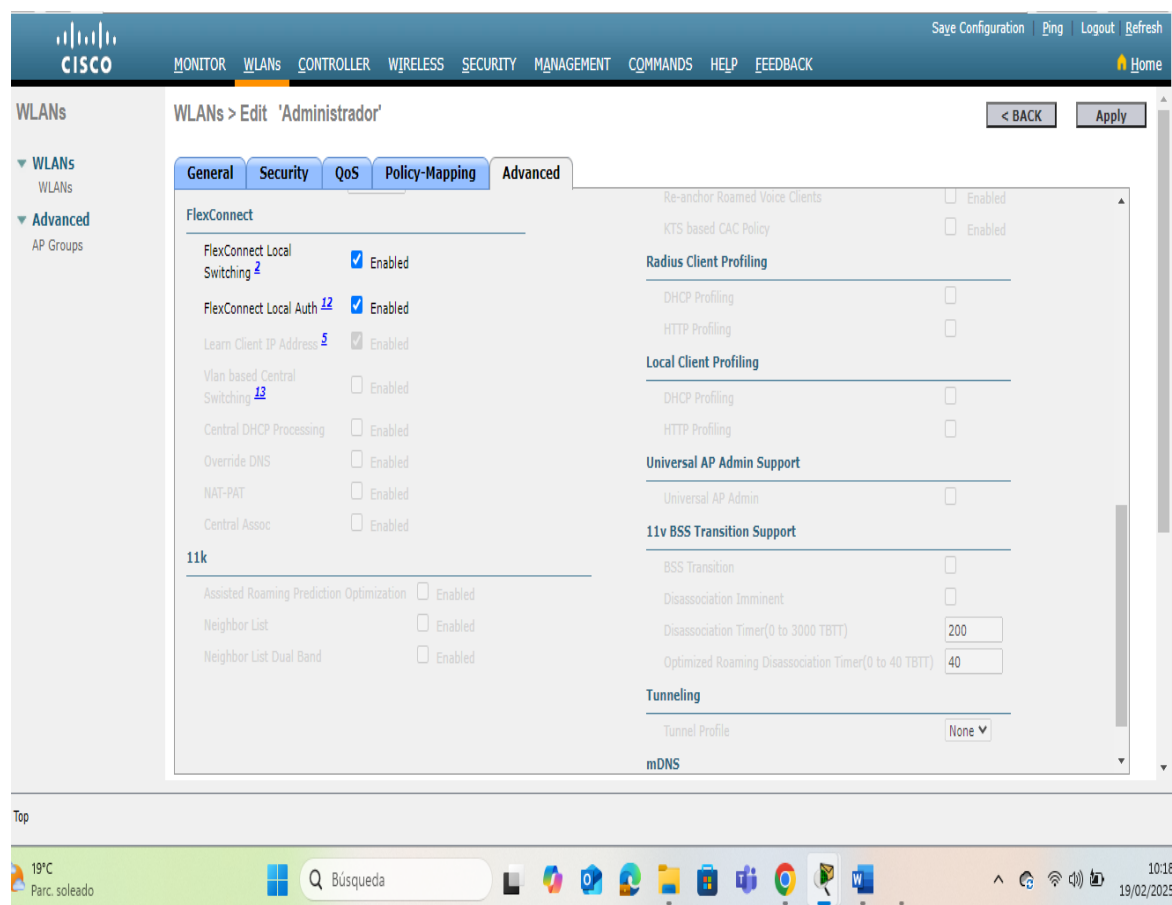 Save Configuration | Ping | Logout | Refresh
CISCO
MONITOR WLANs CONTROLLER WIRELESS SECURITY MANAGEMENT COMMANDS HELP FEEDBACK
Home
WLANs
WLANs > Edit 'Administrador'
< BACK
Apply
WLANs
WLANs
Advanced
AP Groups
General Security QoS Policy-Mapping Advanced
FlexConnect
FlexConnect Local
Switching 2 Enabled
FlexConnect Local Auth 12 Enabled
Learn Client IP Address 5 Enabled
Vlan based Central
Switching 13 Enabled
Central DHCP Processing Enabled
Override DNS Enabled
NAT-PAT Enabled
Central Assoc Enabled
11k
Assisted Roaming Prediction Optimization Enabled
Neighbor List Enabled
Neighbor List Dual Band Enabled
Re-anchor Roamed Voice Clients Enabled
KTS based CAC Policy Enabled
Radius Client Profiling
DHCP Profiling
HTTP Profiling
Local Client Profiling
DHCP Profiling
HTTP Profiling
Universal AP Admin Support
Universal AP Admin
11v BSS Transition Support
BSS Transition
Disassociation Imminent
Disassociation Timer(0 to 3000 TBTT) 200
Optimized Roaming Disassociation Timer(0 to 40 TBTT) 40
Tunneling
Tunnel Profile None
mDNS
Top
19°C
Parc. soleado
Búsqueda
10:18
19/02/2025